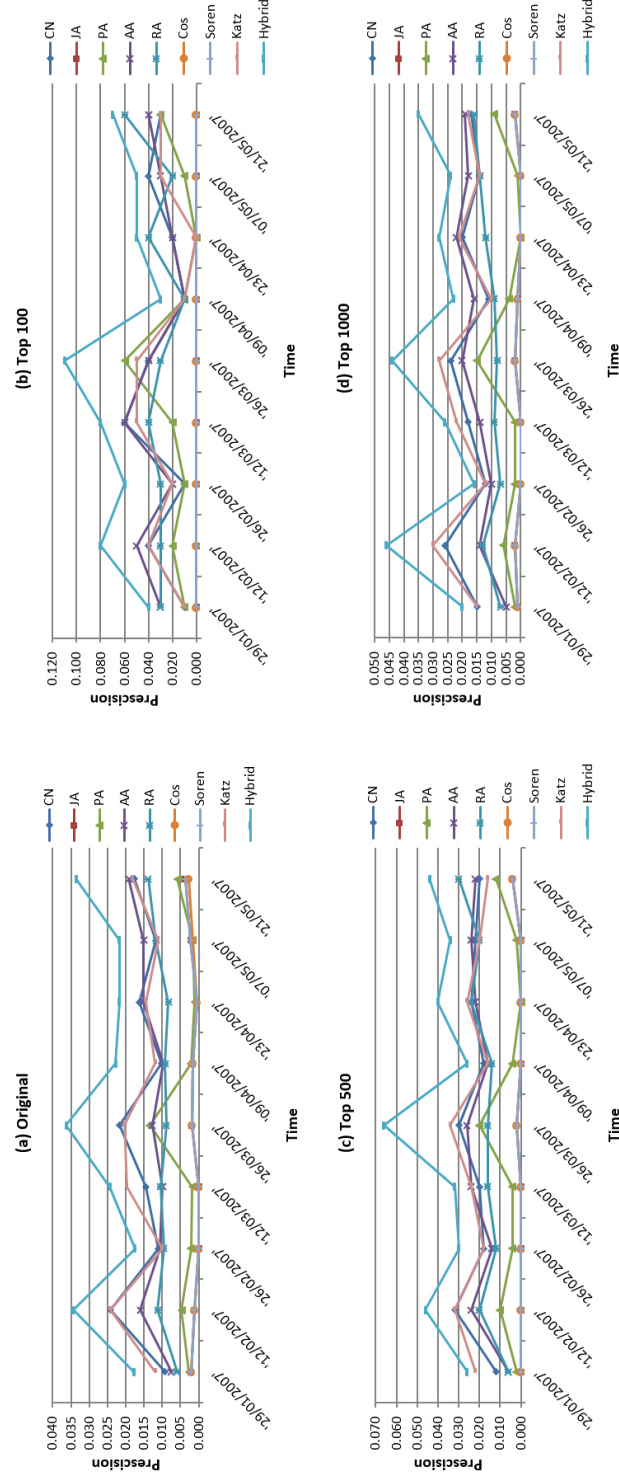 (a) Original
0.040
0.035
0.030
0.025
0.020
0.015
0.010
0.005
0.000
Prescision
'29/01/2007'
'12/02/2007'
'26/02/2007'
'12/03/2007'
'26/03/2007'
'09/04/2007'
'23/04/2007'
'07/05/2007'
'21/05/2007'
Time
CN
JA
PA
AA
RA
Cos
Soren
Katz
Hybrid
(b) Top 100
0.120
0.100
0.080
0.060
0.040
0.020
0.000
Prescision
'29/01/2007'
'12/02/2007'
'26/02/2007'
'12/03/2007'
'26/03/2007'
'09/04/2007'
'23/04/2007'
'07/05/2007'
'21/05/2007'
Time
CN
JA
PA
AA
RA
Cos
Soren
Katz
Hybrid
(c) Top 500
0.070
0.060
0.050
0.040
0.030
0.020
0.010
0.000
Prescision
'29/01/2007'
'12/02/2007'
'26/02/2007'
'12/03/2007'
'26/03/2007'
'09/04/2007'
'23/04/2007'
'07/05/2007'
'21/05/2007'
Time
CN
JA
PA
AA
RA
Cos
Soren
Katz
Hybrid
(d) Top 1000
0.050
0.045
0.040
0.035
0.030
0.025
0.020
0.015
0.010
0.005
0.000
Prescision
'29/01/2007'
'12/02/2007'
'26/02/2007'
'12/03/2007'
'26/03/2007'
'09/04/2007'
'23/04/2007'
'07/05/2007'
'21/05/2007'
Time
CN
JA
PA
AA
RA
Cos
Soren
Katz
Hybrid